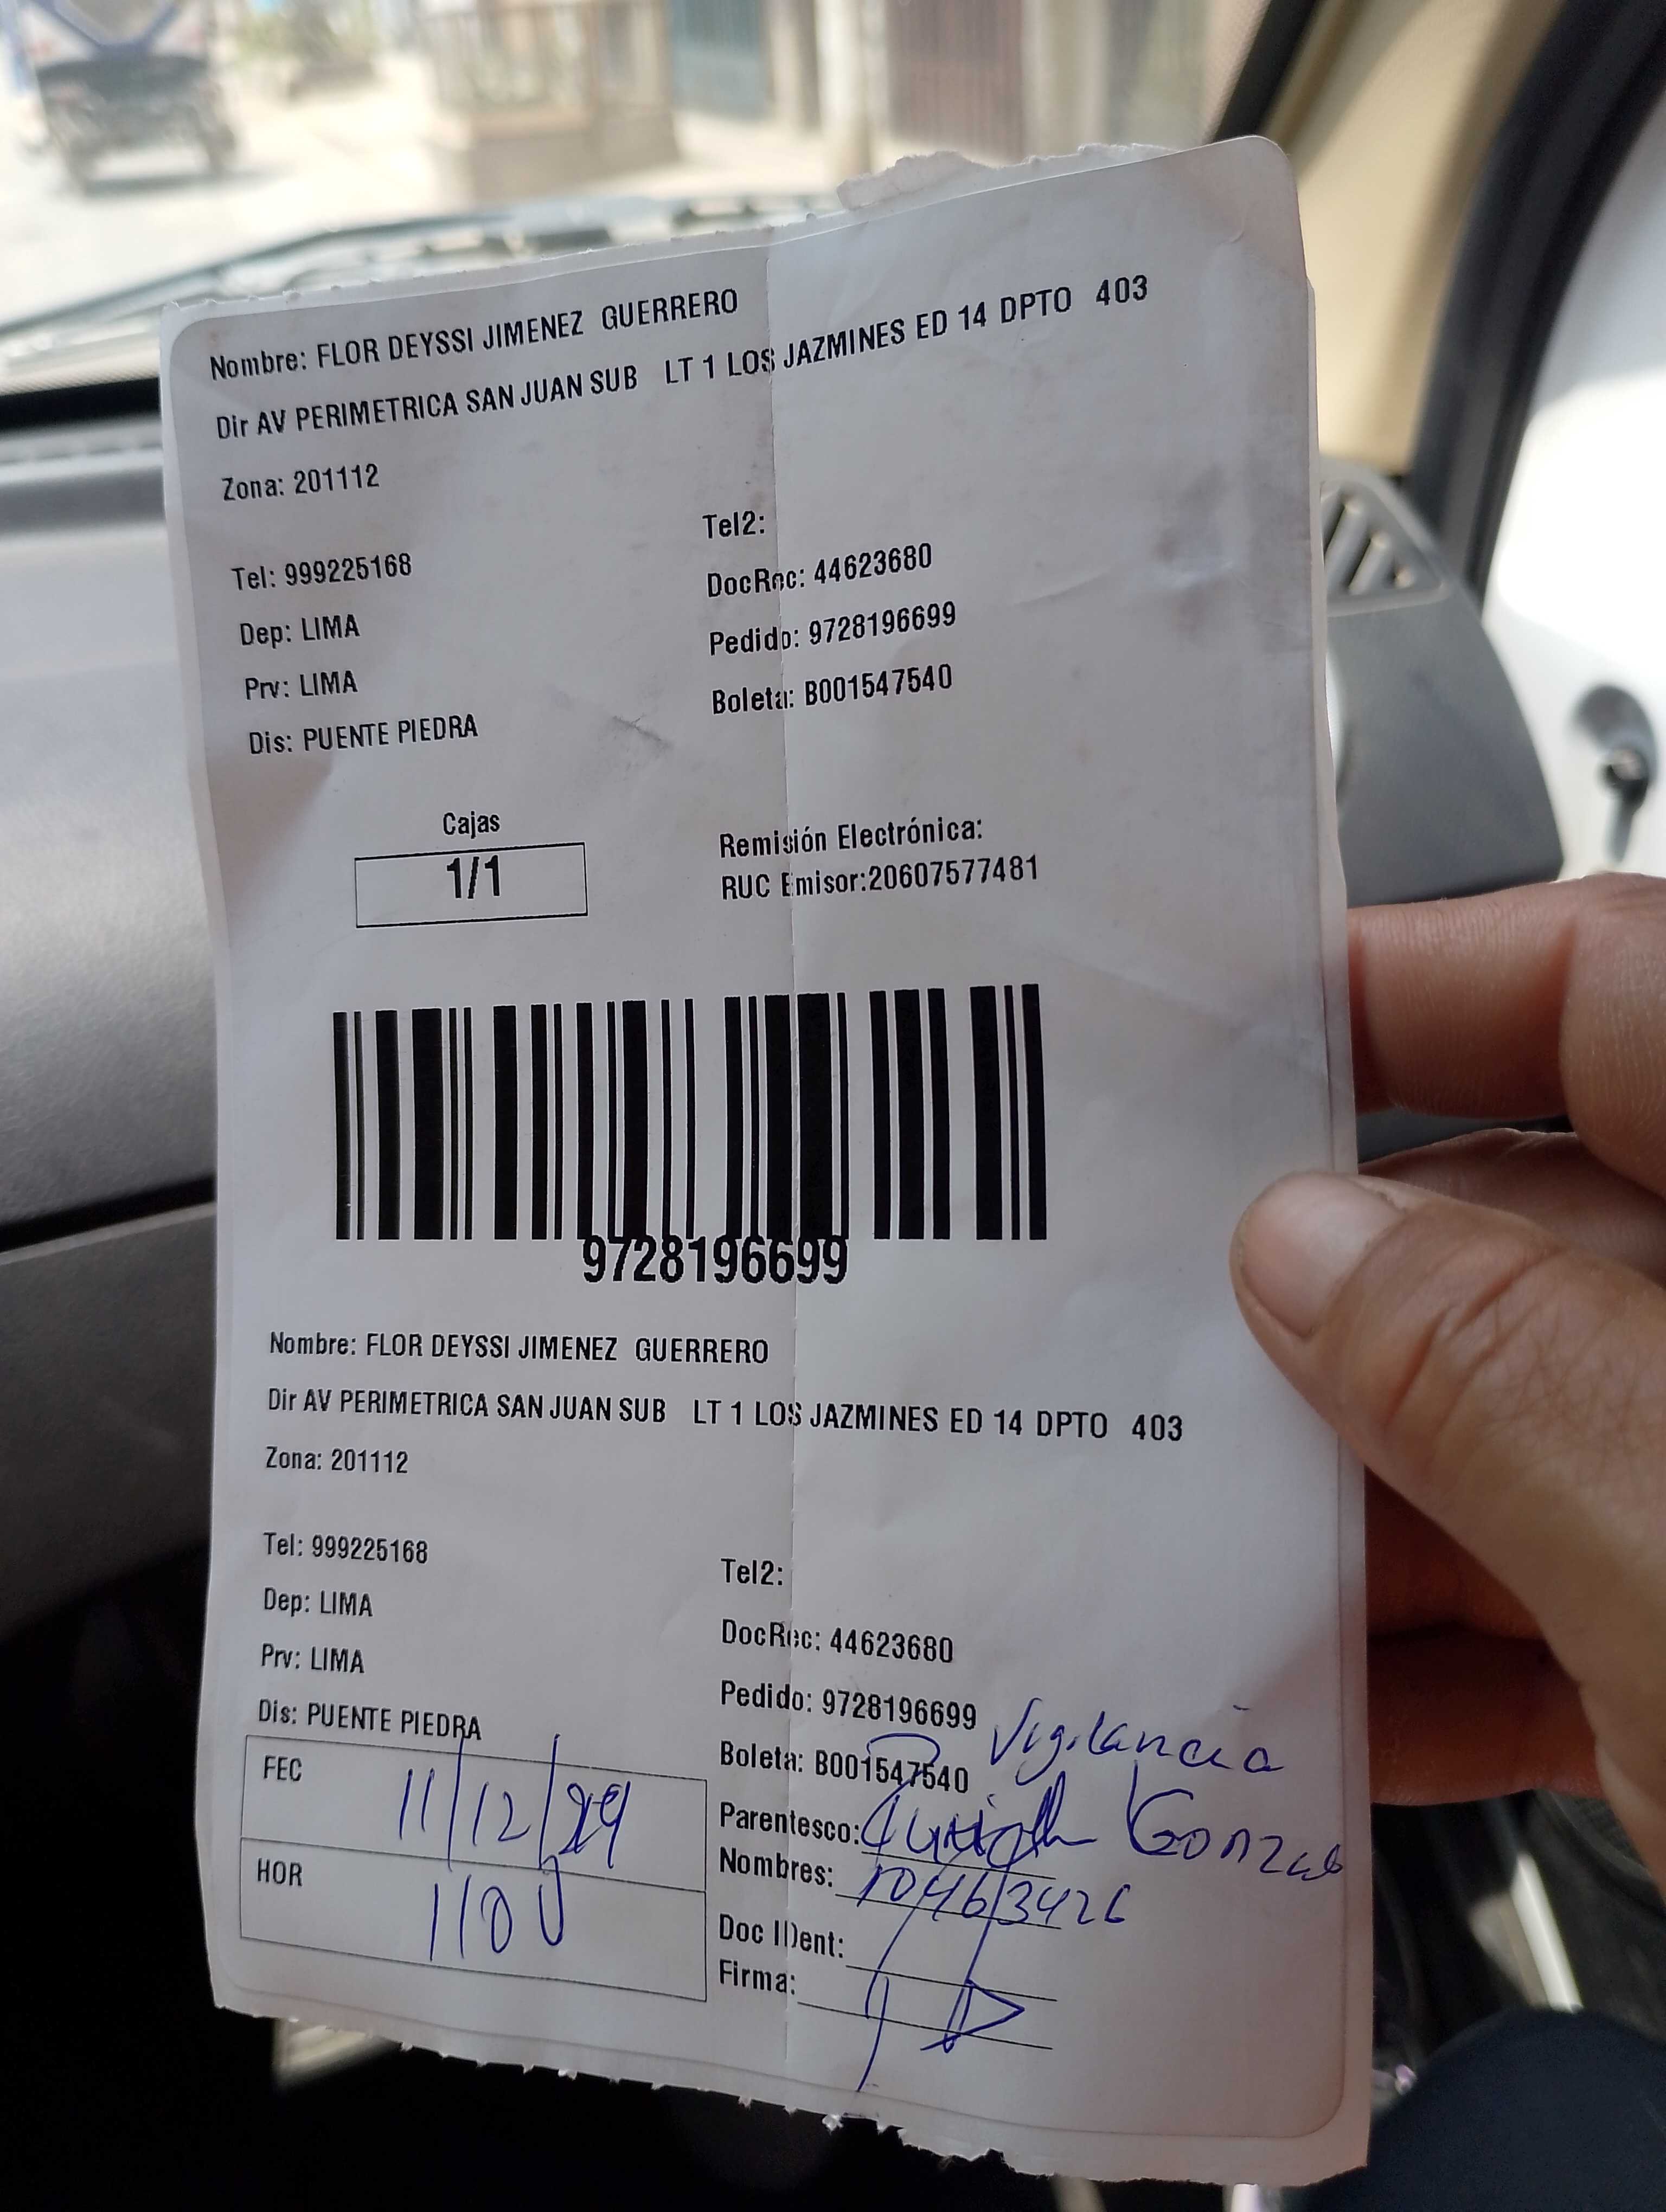 Nombre: FLOR DEYSSI JIMENEZ GUERRERO
Dir AV PERIMETRICA SAN JUAN SUB LT 1 LOS JAZMINES ED 14 DPTO 403
Zona: 201112
Tel2:
Tel: 999225168
DocRec: 44623680
Dep: LIMA
Pedido: 9728196699
Prv: LIMA
Boleta: B001547540
Dis: PUENTE PIEDRA
Cajas
1/1
Remisión Electrónica:
RUC Emisor:20607577481
9728196699
Nombre: FLOR DEYSSI JIMENEZ GUERRERO
Dir AV PERIMETRICA SAN JUAN SUB LT 1 LOS JAZMINES ED 14 DPTO 403
Zona: 201112
Tel: 999225168
Tel2:
Dep: LIMA
DocRec: 44623680
Prv: LIMA
Pedido: 9728196699 Vigilancia
Dis: PUENTE PIEDRA
Boleta: B001547540
FEC 11/12/24
Parentesco:
Nombres:
HOR 1100
Doc IDent:
Firma: